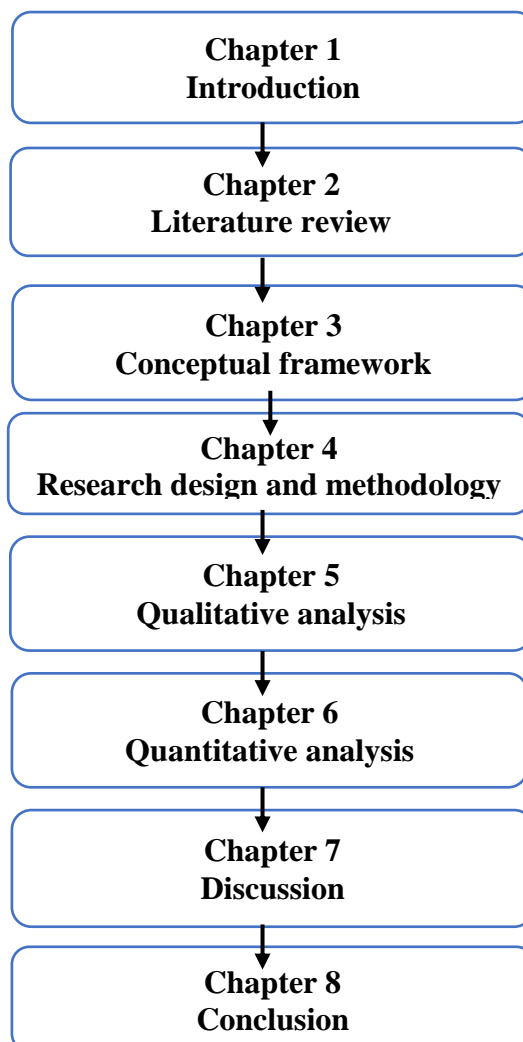 Chapter 1
Introduction
Chapter 2
Literature review
Chapter 3
Conceptual framework
Chapter 4
Research design and methodology
Chapter 5
Qualitative analysis
Chapter 6
Quantitative analysis
Chapter 7
Discussion
Chapter 8
Conclusion